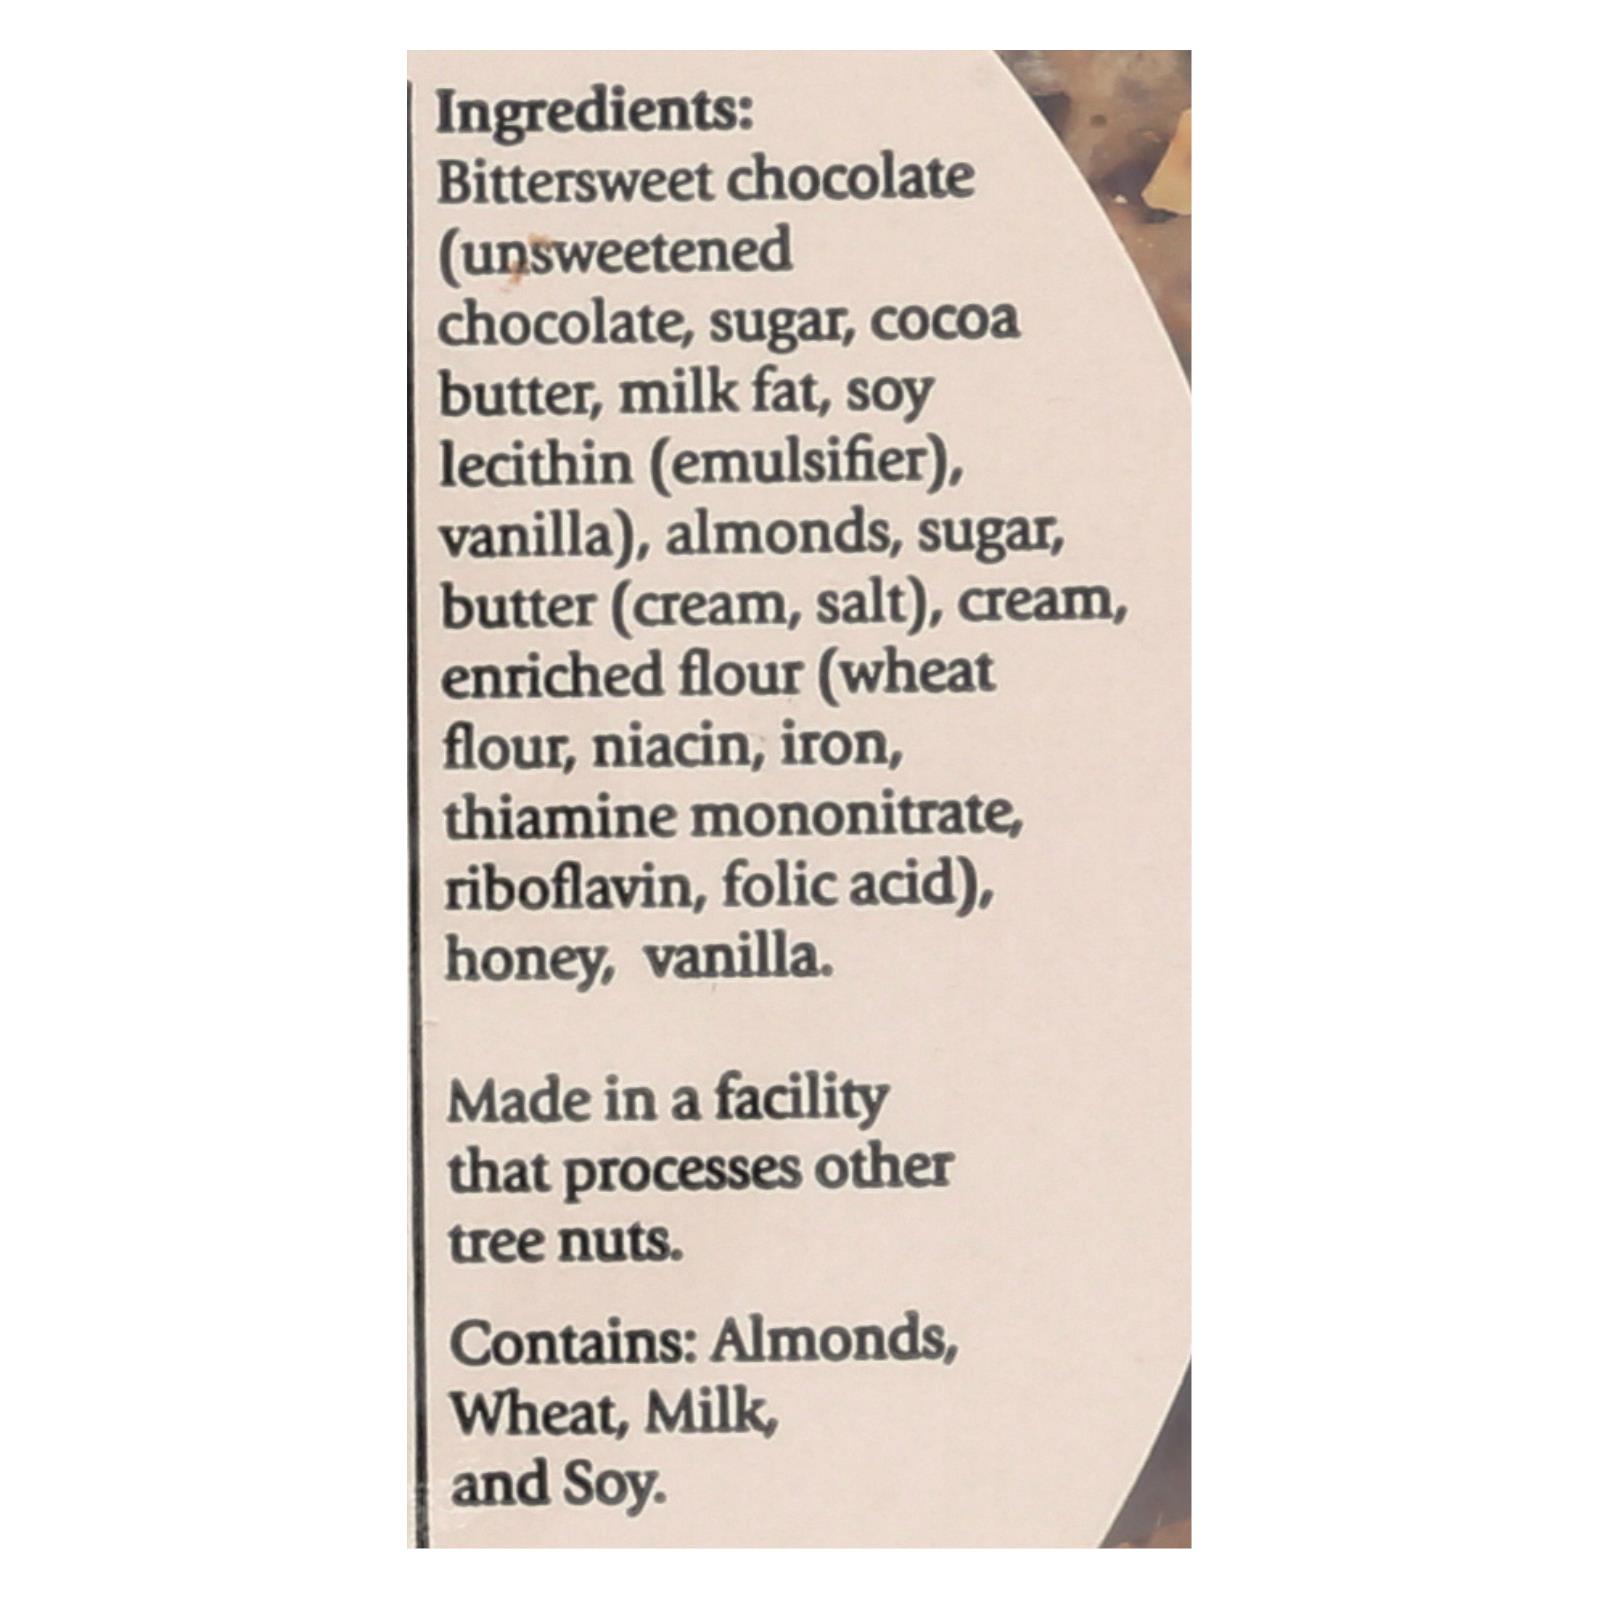 Ingredients:
Bittersweet chocolate
(unsweetened
chocolate, sugar, cocoa
butter, milk fat, soy
lecithin (emulsifier),
vanilla), almonds, sugar,
butter (cream, salt), cream,
enriched flour (wheat
flour, niacin, iron,
thiamine mononitrate,
riboflavin, folic acid),
honey, vanilla.
Made in a facility
that processes other
tree nuts.
Contains: Almonds,
Wheat, Milk,
and Soy.